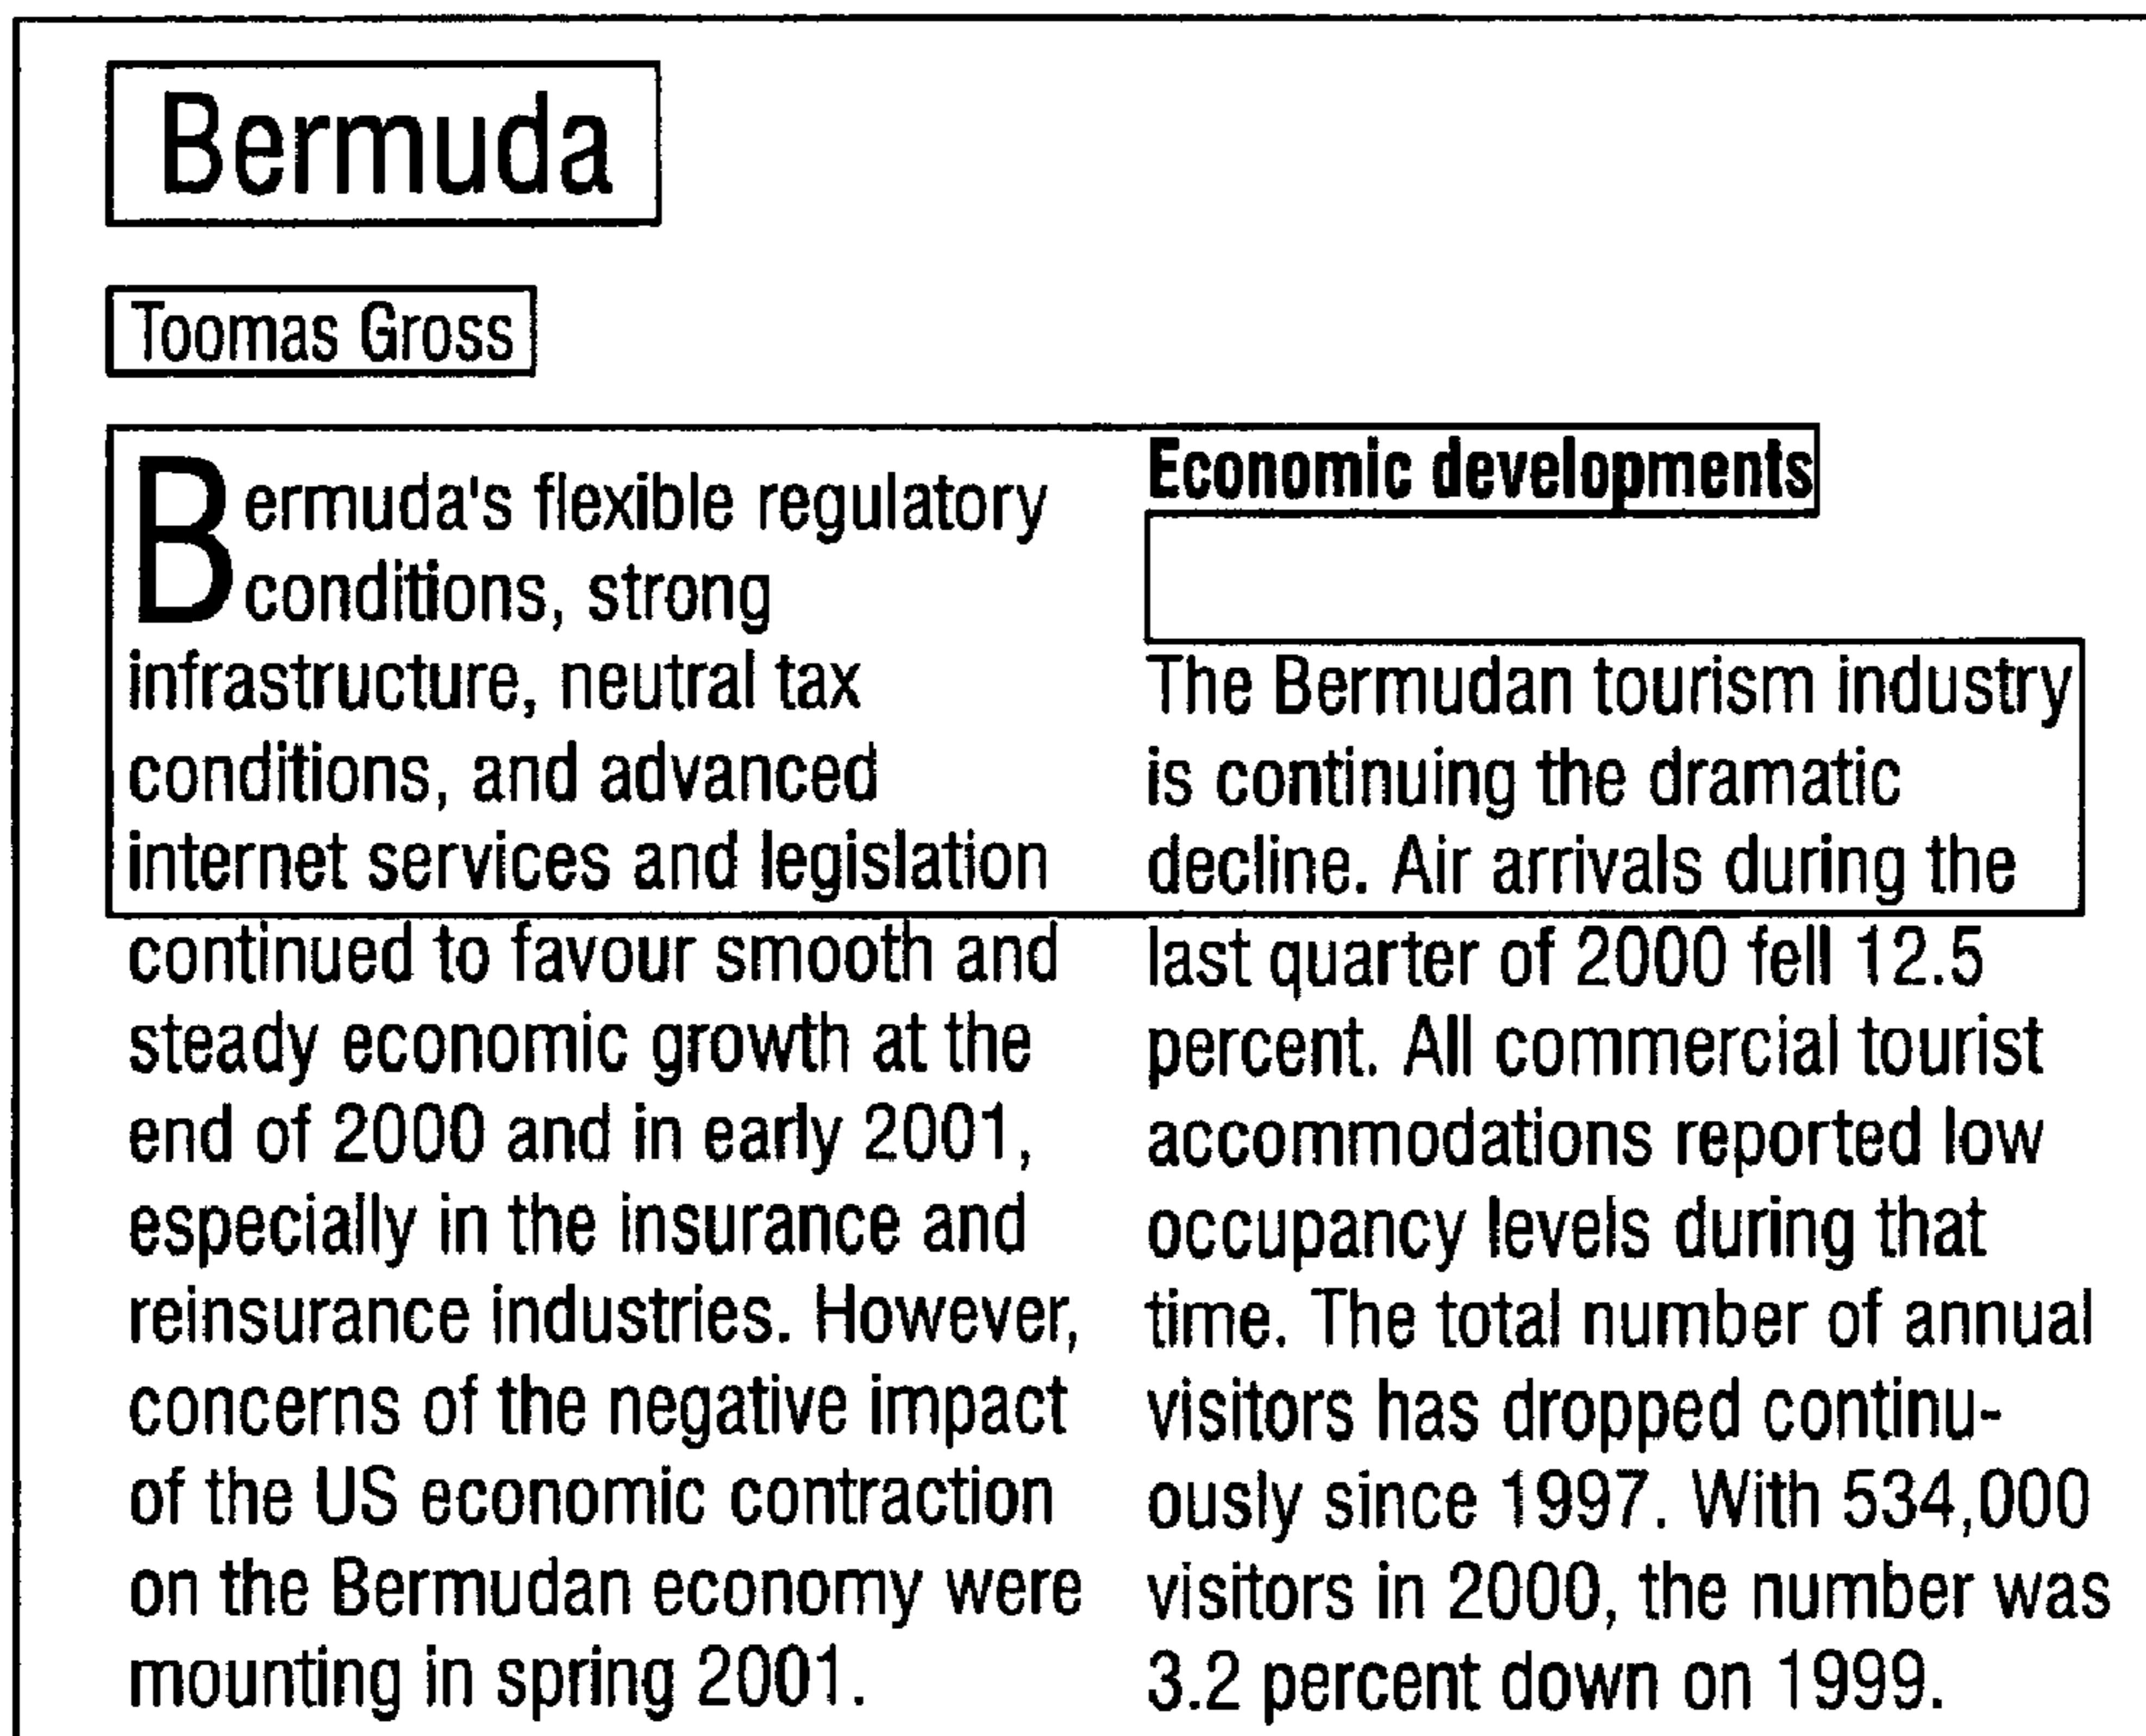 Bermuda
Toomas Gross
Bermuda's flexible regulatory
conditions, strong
infrastructure, neutral tax
conditions, and advanced
internet services and legislation
continued to favour smooth and
steady economic growth at the
end of 2000 and in early 2001,
especially in the insurance and
reinsurance industries. However,
concerns of the negative impact
of the US economic contraction
on the Bermudan economy were
mounting in spring 2001.
Economic developments
The Bermudan tourism industry
is continuing the dramatic
decline. Air arrivals during the
last quarter of 2000 fell 12.5
percent. All commercial tourist
accommodations reported low
occupancy levels during that
time. The total number of annual
visitors has dropped continu-
ously since 1997. With 534,000
visitors in 2000, the number was
3.2 percent down on 1999.